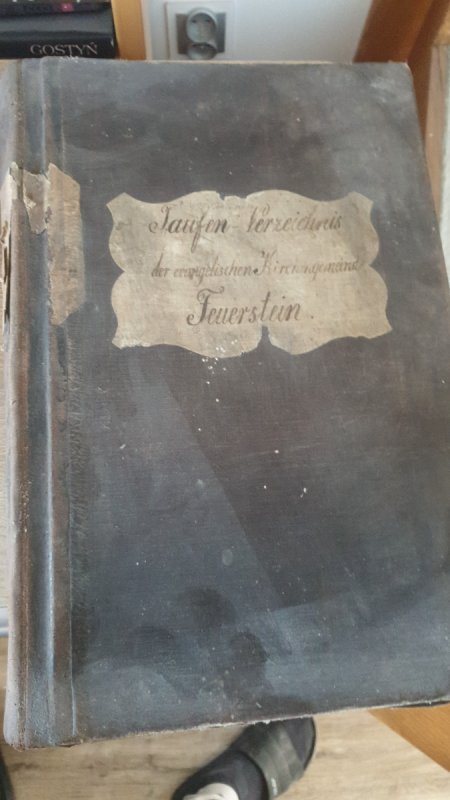 GOSTYŃ
Taufen-Verzeichnis
der evangelischen Kirchengemeinde
Feuerstein.